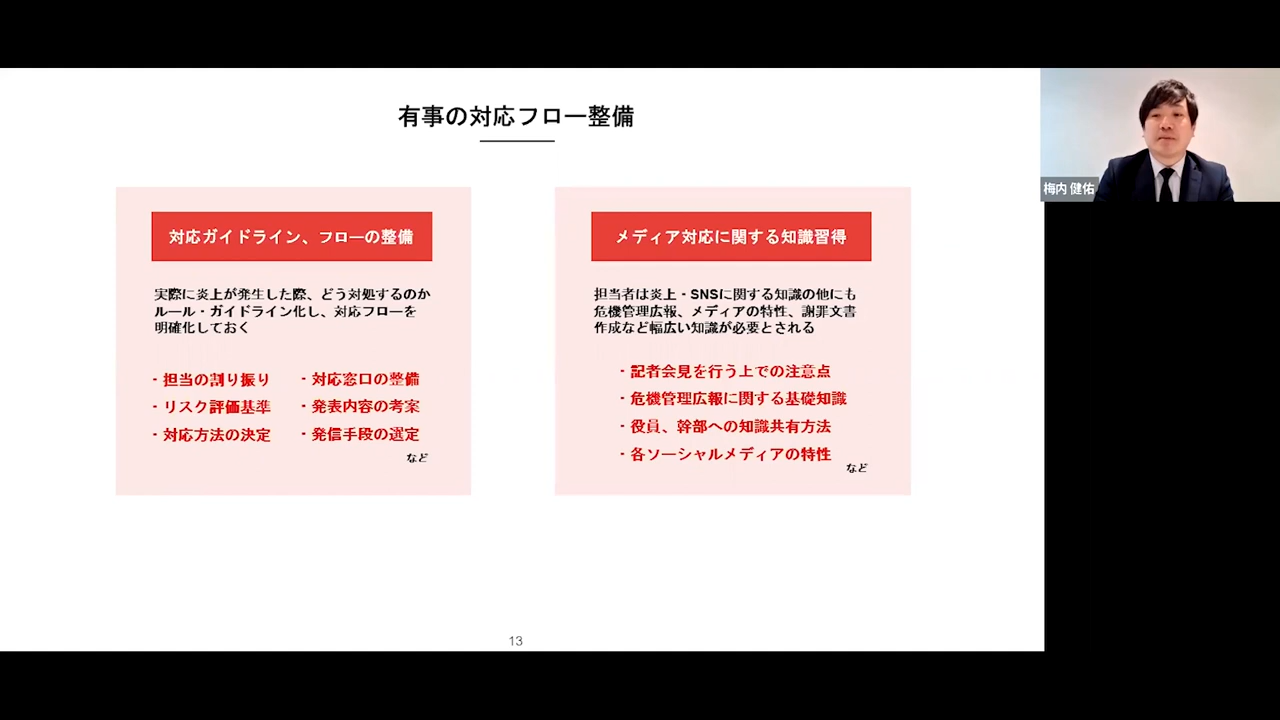 有事の対応フロー整備
対応ガイドライン、フローの整備
実際に炎上が発生した際、どう対処するのか
ルール・ガイドライン化し、対応フローを
明確化しておく
・担当の割り振り
・リスク評価基準
・対応方法の決定
・対応窓口の整備
・発表内容の考案
・発信手段の選定
など
メディア対応に関する知識習得
担当者は炎上・SNSに関する知識の他にも
危機管理広報、メディアの特性、謝罪文書
作成など幅広い知識が必要とされる
・記者会見を行う上での注意点
・危機管理広報に関する基礎知識
・役員、幹部への知識共有方法
・各ソーシャルメディアの特性
など
13
梅内 健佑